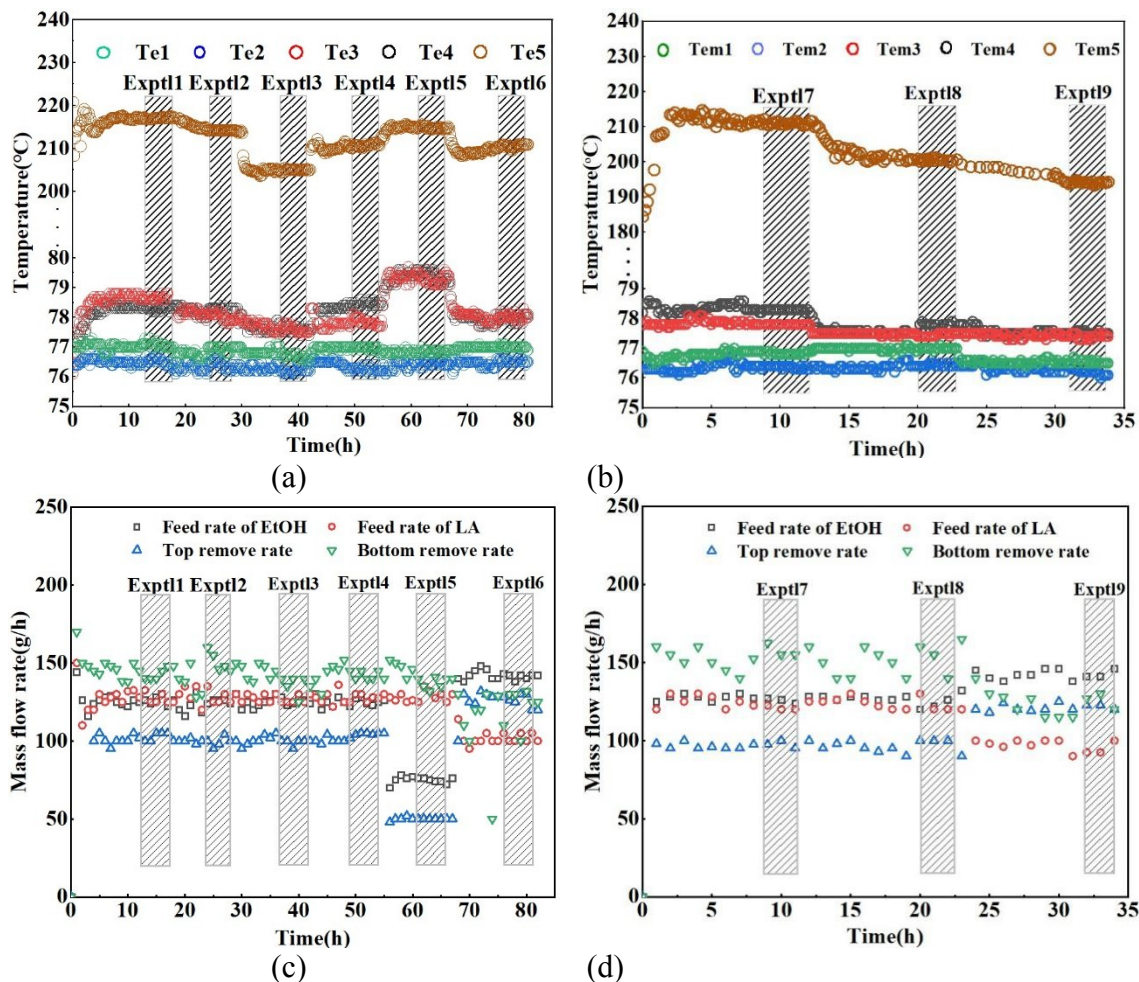 Te1 Te2 Te3 Te4 Te5
Exptl1 Exptl2 Exptl3 Exptl4 Exptl5 Exptl6
Temperature(°C)
240
230
220
210
200
80
79
78
77
76
75
0 10 20 30 40 50 60 70 80
Time(h)
(a)
Tem1 Tem2 Tem3 Tem4 Tem5
Exptl7 Exptl8 Exptl9
Temperature(°C)
240
230
220
210
200
190
180
79
78
77
76
75
0 5 10 15 20 25 30 35
Time(h)
(b)
Feed rate of EtOH Feed rate of LA
Top remove rate Bottom remove rate
Exptl1 Exptl2 Exptl3 Exptl4 Exptl5 Exptl6
Mass flow rate(g/h)
250
200
150
100
50
0
0 10 20 30 40 50 60 70 80
Time(h)
(c)
Feed rate of EtOH Feed rate of LA
Top remove rate Bottom remove rate
Exptl7 Exptl8 Exptl9
Mass flow rate(g/h)
250
200
150
100
50
0
0 5 10 15 20 25 30 35
Time(h)
(d)